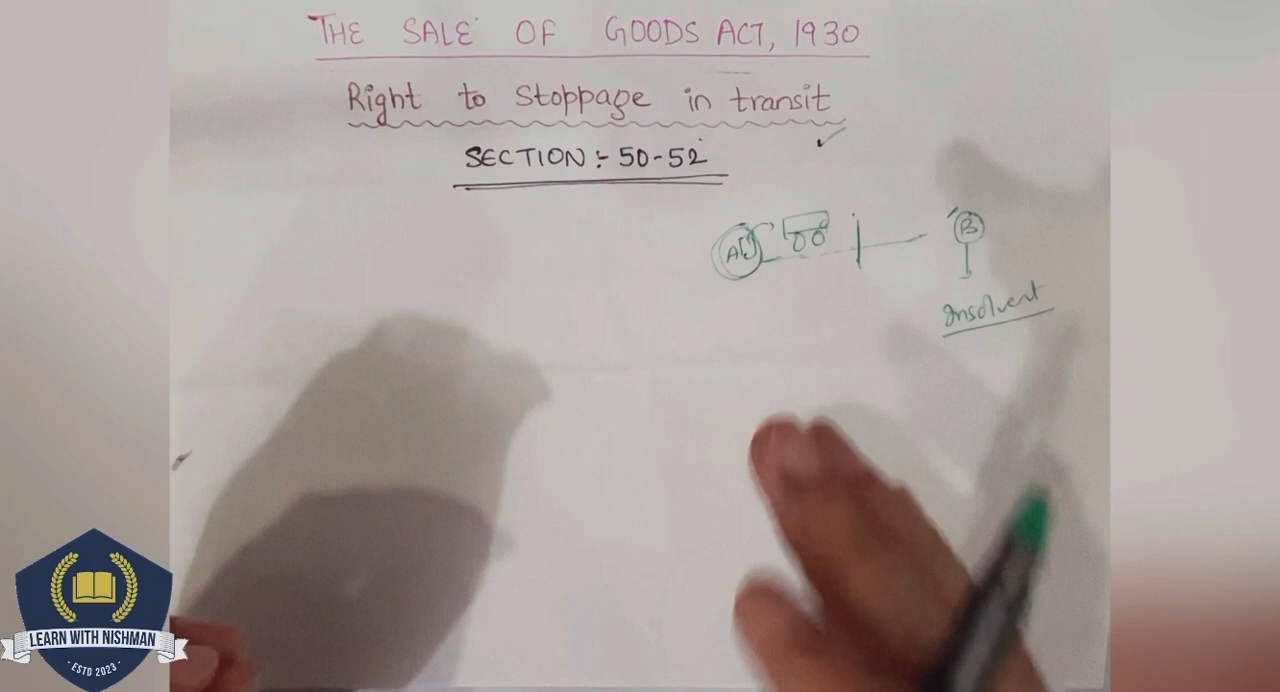 THE SALE OF GOODS ACT, 1930
Right to Stoppage in transit
SECTION :- 50-52
A B
Insolvent
LEARN WITH NISHMAN
- ESTD 2023 -